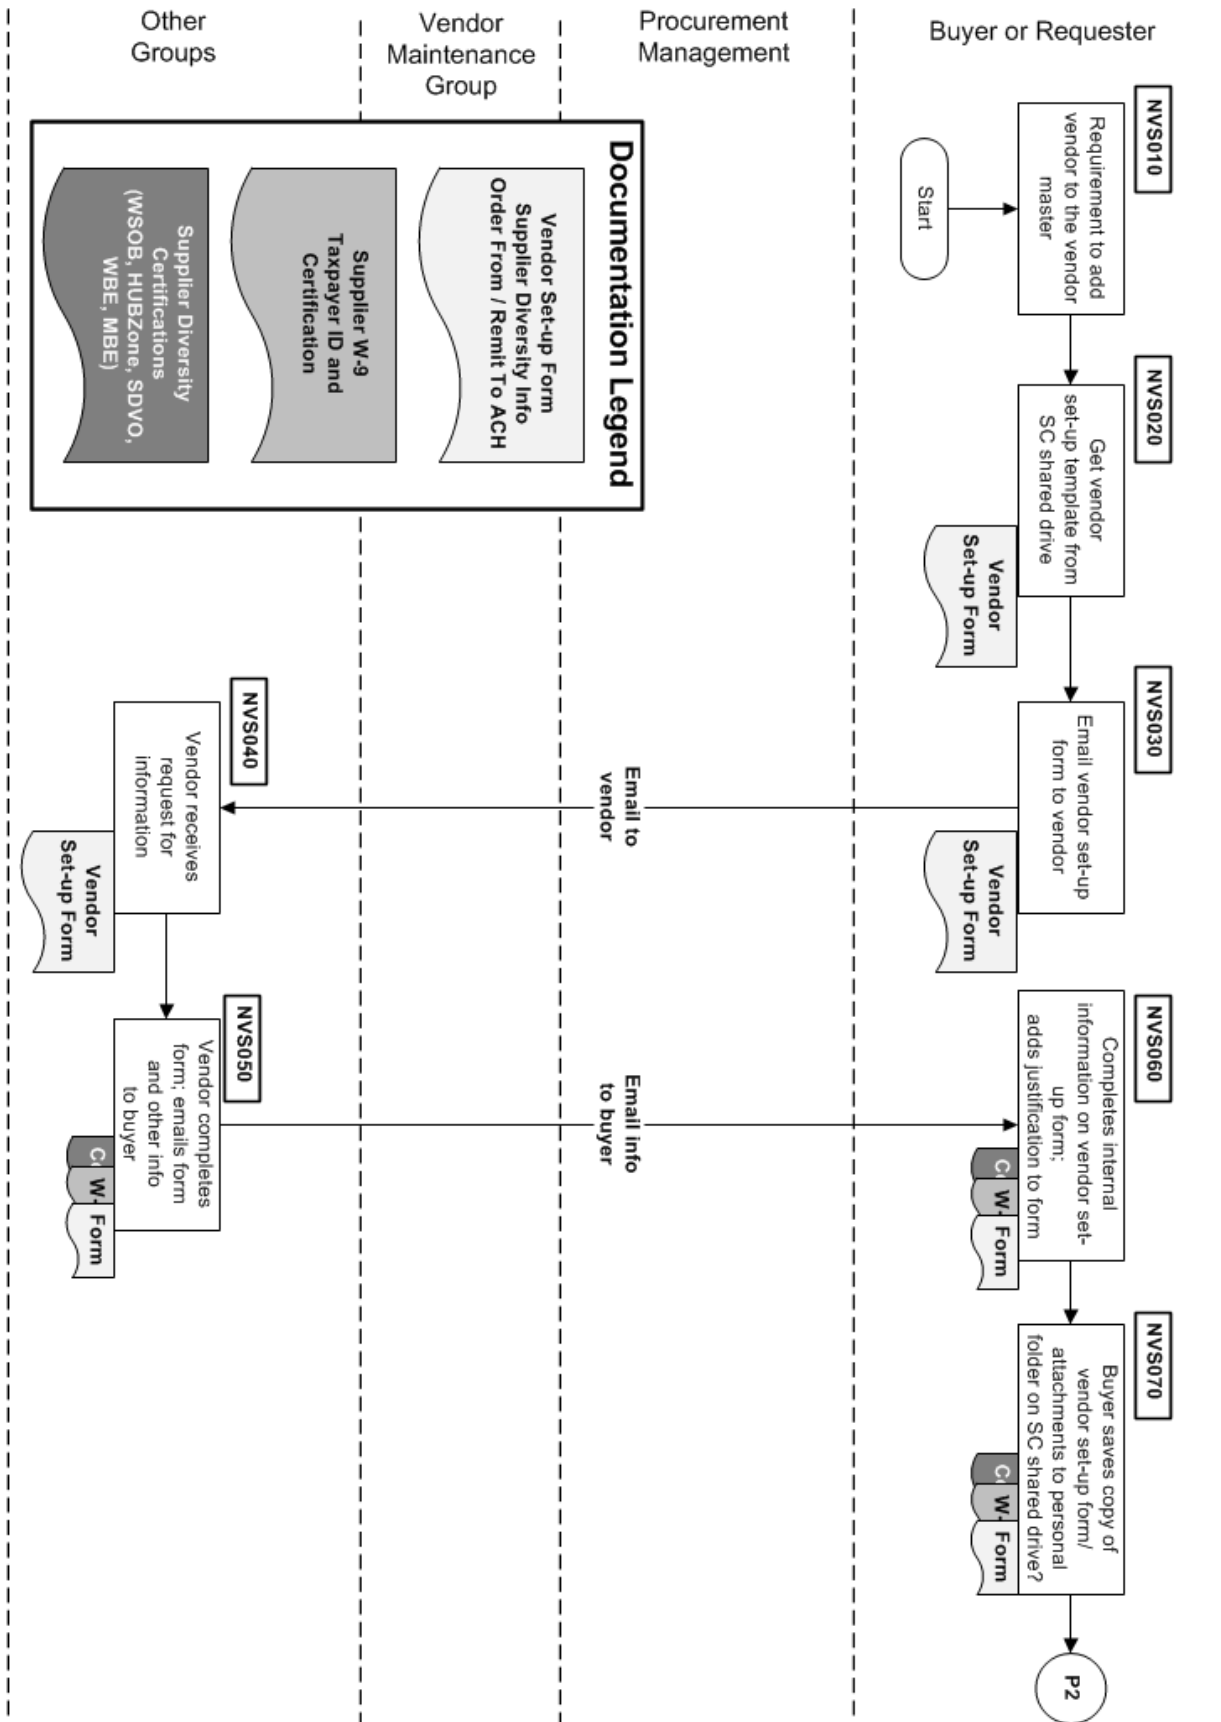 Other
Groups
Vendor
Maintenance
Group
Procurement
Management
Buyer or Requester
NVS010
Requirement to add
vendor to the vendor
master
Start
NVS020
Get vendor
set-up template from
SC shared drive
Vendor
Set-up Form
NVS030
Email vendor set-up
form to vendor
Vendor
Set-up Form
Email to
vendor
NVS040
Vendor receives
request for
information
Vendor
Set-up Form
NVS050
Vendor completes
form; emails form
and other info
to buyer
W-
Form
Email info
to buyer
NVS060
Completes internal
information on vendor set-
up form;
adds justification to form
W-
Form
NVS070
Buyer saves copy of
vendor set-up form/
attachments to personal
folder on SC shared drive?
W-
Form
P2
Documentation Legend
Vendor Set-up Form
Supplier Diversity Info
Order From / Remit To ACH
Supplier W-9
Taxpayer ID and
Certification
Supplier Diversity
Certifications
(WSOB, HUBZone, SDVO,
WBE, MBE)